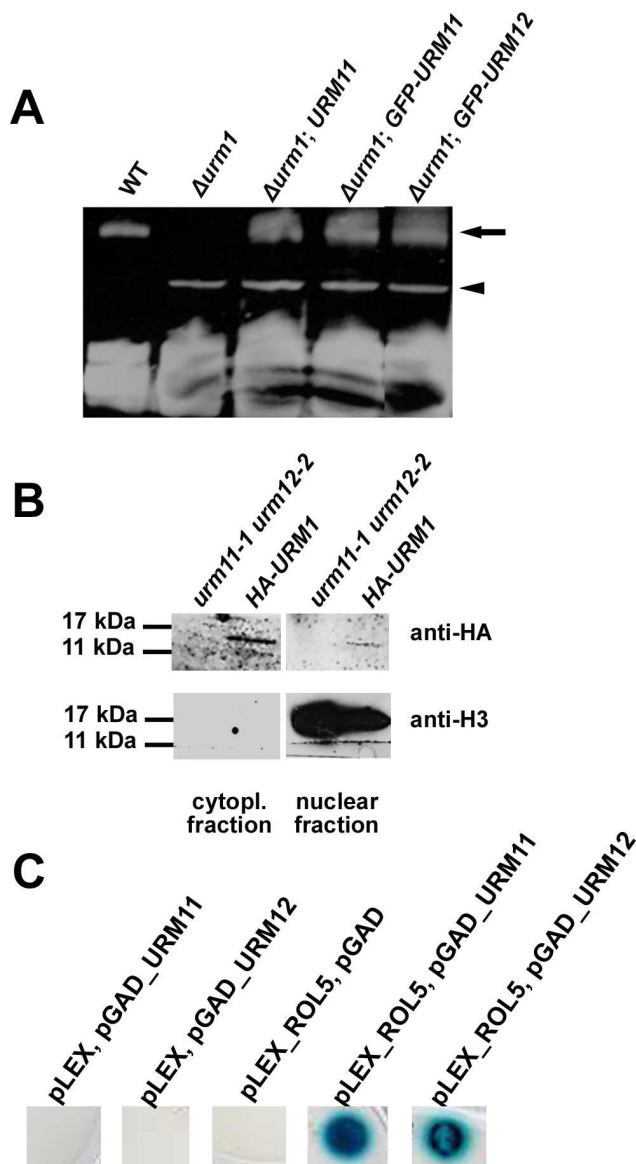 A
WT
Δurm1
Δurm1; URM11
Δurm1; GFP-URM11
Δurm1; GFP-URM12
B
urm11-1 urm12-2
HA-URM1
urm11-1 urm12-2
HA-URM1
17 kDa
11 kDa
anti-HA
17 kDa
11 kDa
anti-H3
cytopl.
fraction
nuclear
fraction
C
pLEX, pGAD_URM11
pLEX, pGAD_URM12
pLEX_ROL5, pGAD
pLEX_ROL5, pGAD_URM11
pLEX_ROL5, pGAD_URM12